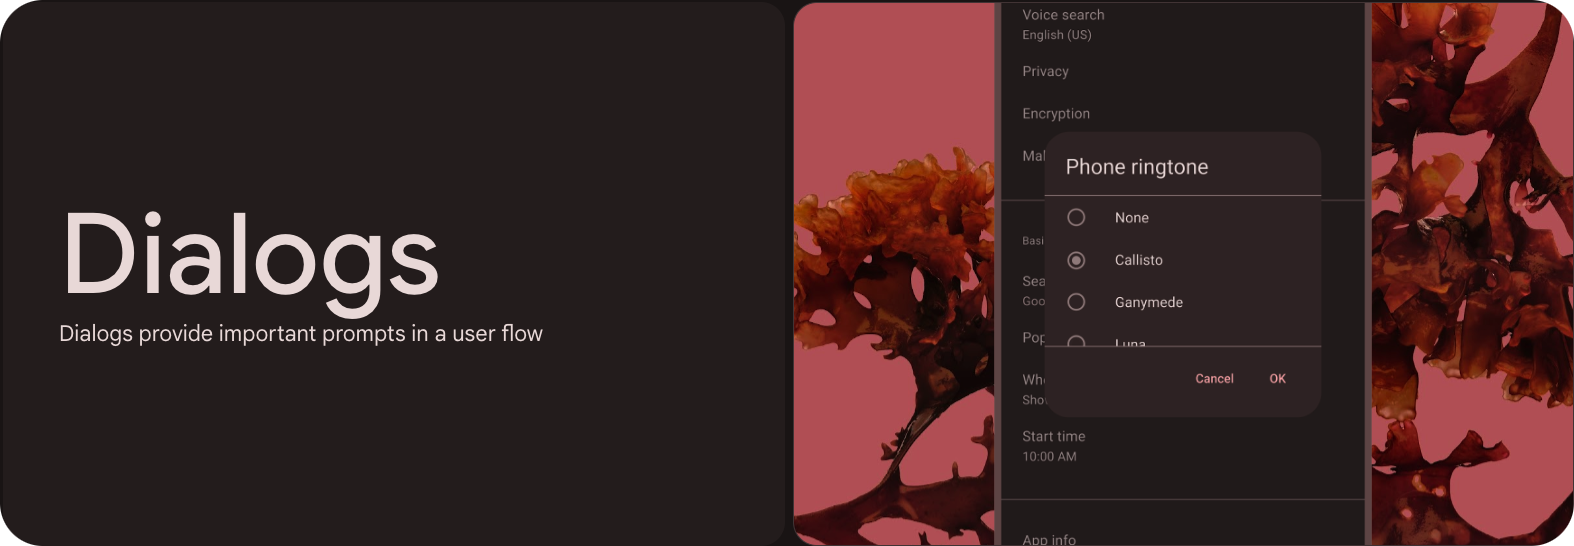 Dialogs
Dialogs provide important prompts in a user flow
Voice search
English (US)
Privacy
Encryption
Mal
Phone ringtone
None
Callisto
Ganymede
Luna
Cancel
OK
Basi
Sea
Goo
Pop
Who
Sho
Start time
10:00 AM
App info